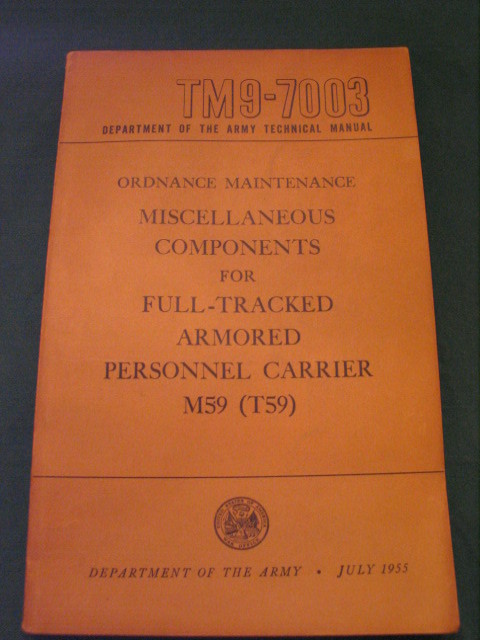 TM9-7003
DEPARTMENT OF THE ARMY TECHNICAL MANUAL
ORDNANCE MAINTENANCE
MISCELLANEOUS
COMPONENTS
FOR
FULL-TRACKED
ARMORED
PERSONNEL CARRIER
M59 (T59)
DEPARTMENT OF THE ARMY • JULY 1955